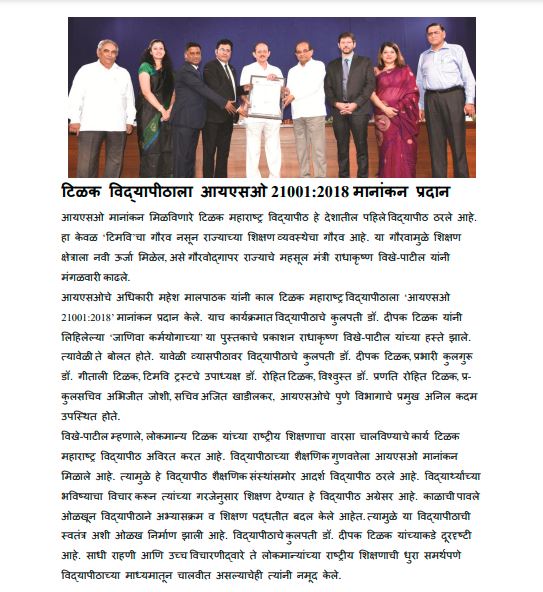 टिळक विद्यापीठाला आयएसओ 21001:2018 मानांकन प्रदान
आयएसओ मानांकन मिळविणारे टिळक महाराष्ट्र विद्यापीठ हे देशातील पहिले विद्यापीठ ठरले आहे.
हा केवळ 'टिमवि'चा गौरव नसून राज्याच्या शिक्षण व्यवस्थेचा गौरव आहे. या गौरवामुळे शिक्षण
क्षेत्राला नवी ऊर्जा मिळेल, असे गौरवोद्गापर राज्याचे महसूल मंत्री राधाकृष्ण विखे-पाटील यांनी
मंगळवारी काढले.
आयएसओचे अधिकारी महेश मालपाठक यांनी काल टिळक महाराष्ट्र विद्यापीठाला 'आयएसओ
21001:2018' मानांकन प्रदान केले. याच कार्यक्रमात विद्यापीठाचे कुलपती डॉ. दीपक टिळक यांनी
लिहिलेल्या 'जाणिवा कर्मयोगाच्या' या पुस्तकाचे प्रकाशन राधाकृष्ण विखे-पाटील यांच्या हस्ते झाले.
त्यावेळी ते बोलत होते. यावेळी व्यासपीठावर विद्यापीठाचे कुलपती डॉ. दीपक टिळक, प्रभारी कुलगुरू
डॉ. गीताली टिळक, टिमवि ट्रस्टचे उपाध्यक्ष डॉ. रोहित टिळक, विश्वुस्त डॉ. प्रणति रोहित टिळक, प्र-
कुलसचिव अभिजीत जोशी, सचिव अजित खाडीलकर, आयएसओचे पुणे विभागाचे प्रमुख अनिल कदम
उपस्थित होते.
विखे-पाटील म्हणाले, लोकमान्य टिळक यांच्या राष्ट्रीय शिक्षणाचा वारसा चालविण्याचे कार्य टिळक
महाराष्ट्र विद्यापीठ अविरत करत आहे. विद्यापीठाच्या शैक्षणिक गुणवत्तेला आयएसओ मानांकन
मिळाले आहे. त्यामुळे हे विद्यापीठ शैक्षणिक संस्थांसमोर आदर्श विद्यापीठ ठरले आहे. विद्यार्थ्यांच्या
भविष्याचा विचार करून त्यांच्या गरजेनुसार शिक्षण देण्यात हे विद्यापीठ अग्रेसर आहे. काळाची पावले
ओळखून विद्यापीठाने अभ्यासक्रम व शिक्षण पद्धतीत बदल केले आहेत. त्यामुळे या विद्यापीठाची
स्वतंत्र अशी ओळख निर्माण झाली आहे. विद्यापीठाचे कुलपती डॉ. दीपक टिळक यांच्याकडे दूरदृष्टी
आहे. साधी राहणी आणि उच्च विचारणीद्वारे ते लोकमान्यांच्या राष्ट्रीय शिक्षणाची धुरा समर्थपणे
विद्यापीठाच्या माध्यमातून चालवीत असल्याचेही त्यांनी नमूद केले.